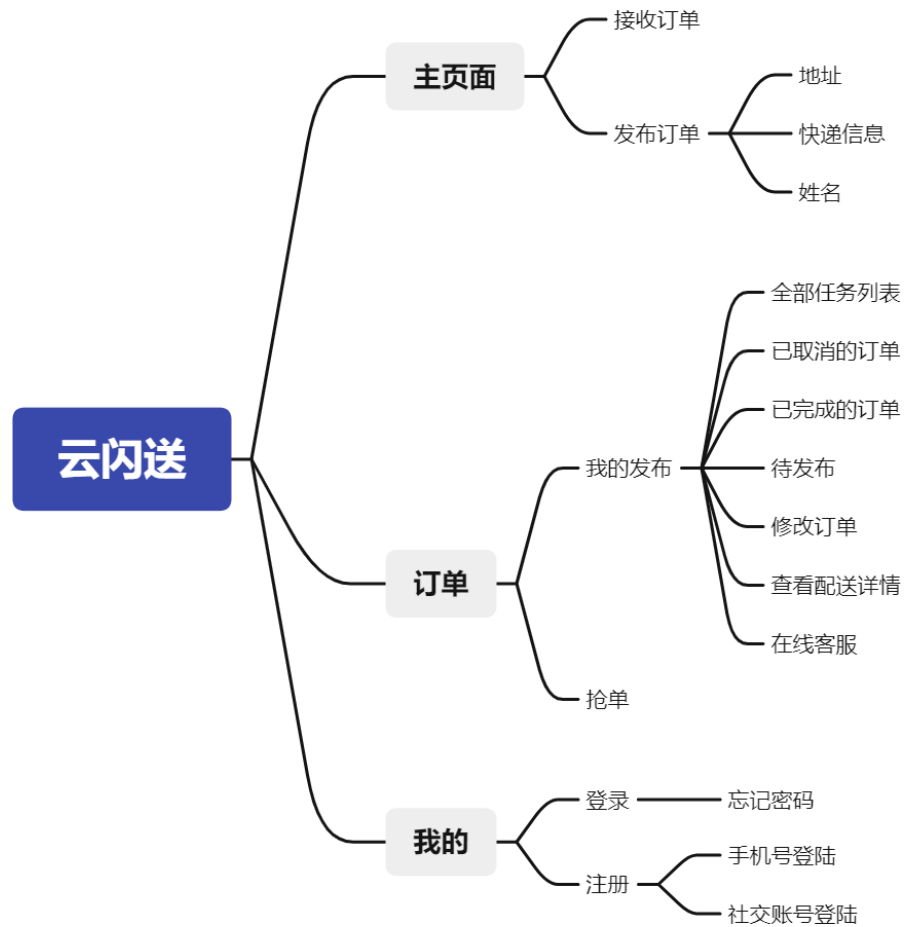 云闪送
主页面
接收订单
发布订单
地址
快递信息
姓名
订单
我的发布
全部任务列表
已取消的订单
已完成的订单
待发布
修改订单
查看配送详情
在线客服
抢单
我的
登录
忘记密码
注册
手机号登陆
社交账号登陆